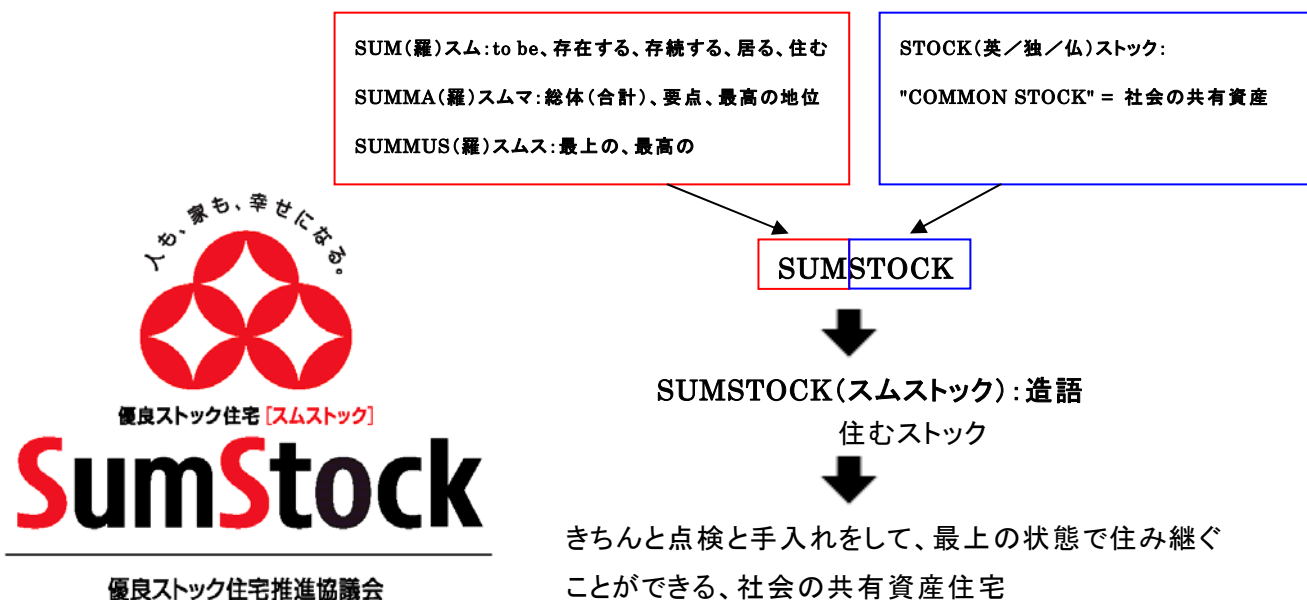 SUM(羅)スム:to be、存在する、存続する、居る、住む
SUMMA(羅)スムマ:総体(合計)、要点、最高の地位
SUMMUS(羅)スムス:最上の、最高の
STOCK(英／独／仏)ストック:
"COMMON STOCK" = 社会の共有資産
SUMSTOCK
SUMSTOCK(スムストック):造語
住むストック
きちんと点検と手入れをして、最上の状態で住み継ぐ
ことができる、社会の共有資産住宅
人も、家も、幸せになる。
優良ストック住宅[スムストック]
SumStock
優良ストック住宅推進協議会